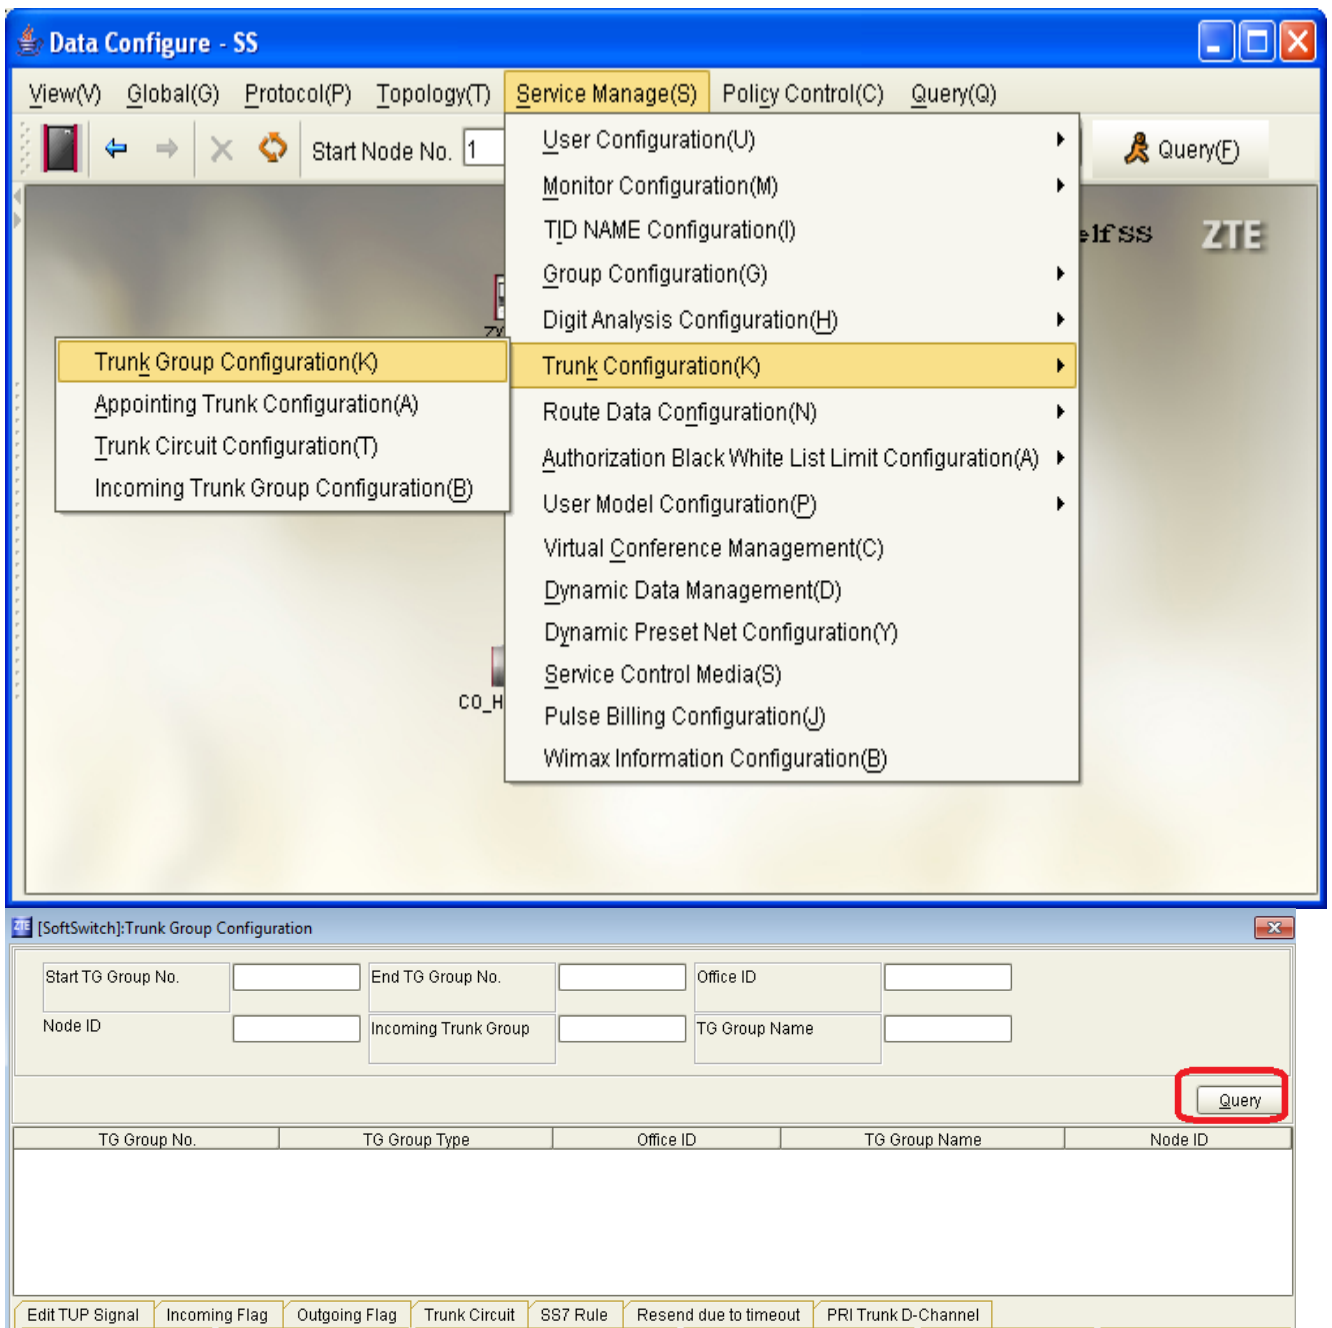 Data Configure - SS
View(V) Global(G) Protocol(P) Topology(T) Service Manage(S) Policy Control(C) Query(Q)
Start Node No. 1 Query(F)
User Configuration(U)
Monitor Configuration(M)
TID NAME Configuration(I)
elfSS ZTE
Group Configuration(G)
Digit Analysis Configuration(H)
ZY
Trunk Group Configuration(K) Trunk Configuration(K)
Appointing Trunk Configuration(A) Route Data Configuration(N)
Trunk Circuit Configuration(T) Authorization Black White List Limit Configuration(A)
Incoming Trunk Group Configuration(B) User Model Configuration(P)
Virtual Conference Management(C)
Dynamic Data Management(D)
Dynamic Preset Net Configuration(Y)
Service Control Media(S)
CO_H
Pulse Billing Configuration(J)
Wimax Information Configuration(B)
ZTE [SoftSwitch]:Trunk Group Configuration
Start TG Group No. End TG Group No. Office ID
Node ID Incoming Trunk Group TG Group Name
Query
TG Group No. TG Group Type Office ID TG Group Name Node ID
Edit TUP Signal Incoming Flag Outgoing Flag Trunk Circuit SS7 Rule Resend due to timeout PRI Trunk D-Channel